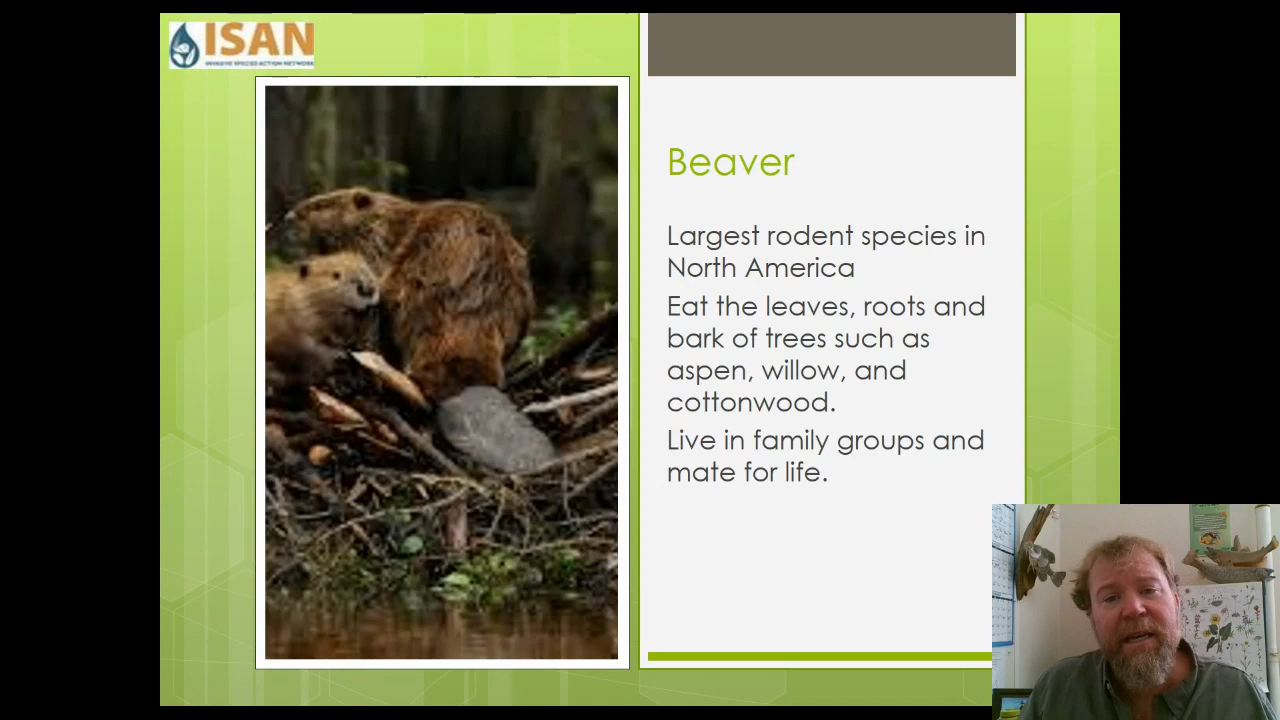 ISAN
INVASIVE SPECIES ACTION NETWORK
Beaver
Largest rodent species in
North America
Eat the leaves, roots and
bark of trees such as
aspen, willow, and
cottonwood.
Live in family groups and
mate for life.